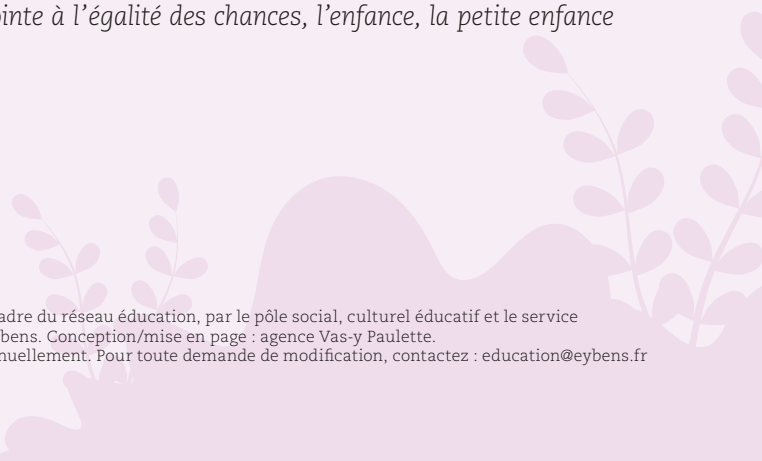 ointe à l’égalité des chances, l’enfance, la petite enfance
adre du réseau éducation, par le pôle social, culturel éducatif et le service
bens. Conception/mise en page : agence Vas-y Paulette.
nuellement. Pour toute demande de modification, contactez : education@eybens.fr